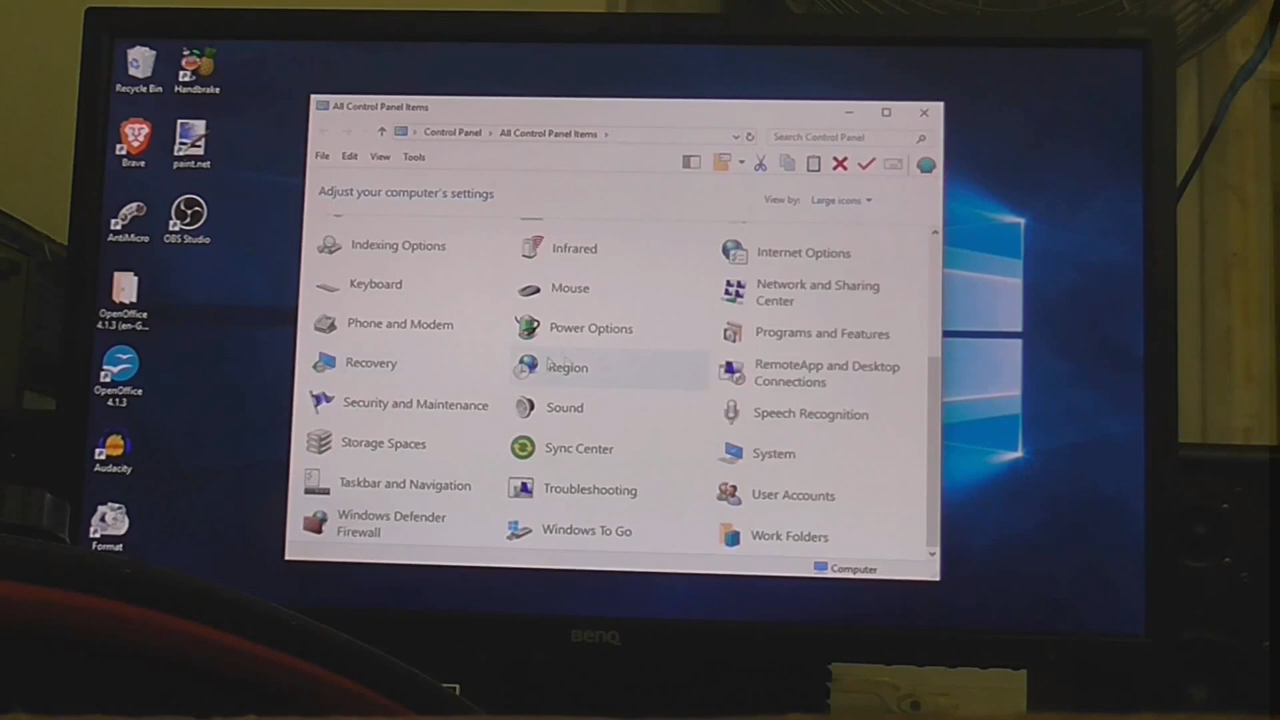 Recycle Bin
Handbrake
Brave
paint.net
AntiMicro
OBS Studio
OpenOffice
4.1.3 (en-G...
OpenOffice
4.1.3
Audacity
Format
All Control Panel Items
Control Panel > All Control Panel Items >
Search Control Panel
File Edit View Tools
Adjust your computer's settings
View by: Large icons
Indexing Options
Infrared
Internet Options
Keyboard
Mouse
Network and Sharing
Center
Phone and Modem
Power Options
Programs and Features
Recovery
Region
RemoteApp and Desktop
Connections
Security and Maintenance
Sound
Speech Recognition
Storage Spaces
Sync Center
System
Taskbar and Navigation
Troubleshooting
User Accounts
Windows Defender
Firewall
Windows To Go
Work Folders
Computer
BenQ